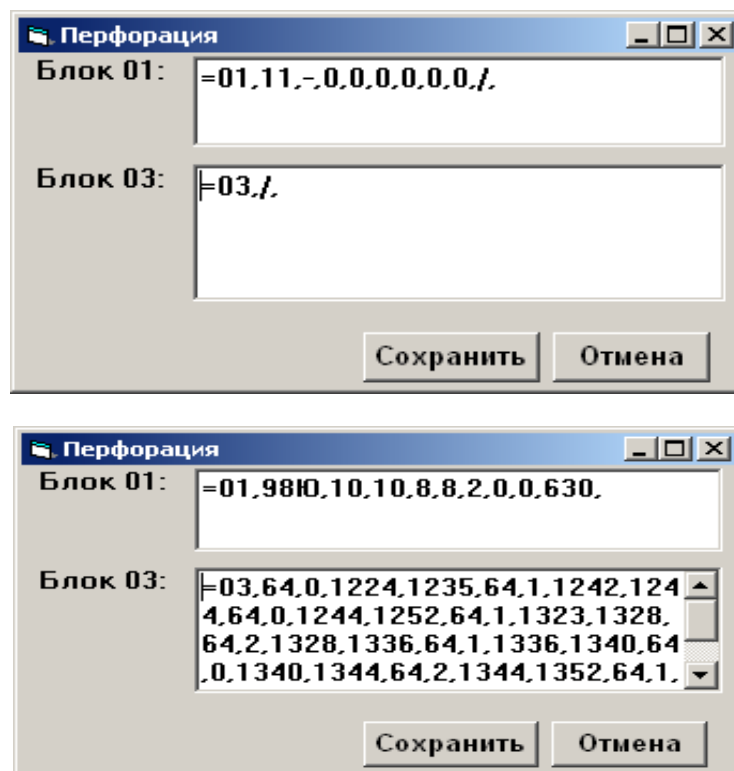 Перфорация
Блок 01:
=01,11,-,0,0,0,0,0,0,/,
Блок 03:
=03,/,
Сохранить Отмена
Перфорация
Блок 01:
=01,98Ю,10,10,8,8,2,0,0,630,
Блок 03:
=03,64,0,1224,1235,64,1,1242,124
4,64,0,1244,1252,64,1,1323,1328,
64,2,1328,1336,64,1,1336,1340,64
,0,1340,1344,64,2,1344,1352,64,1,
Сохранить Отмена